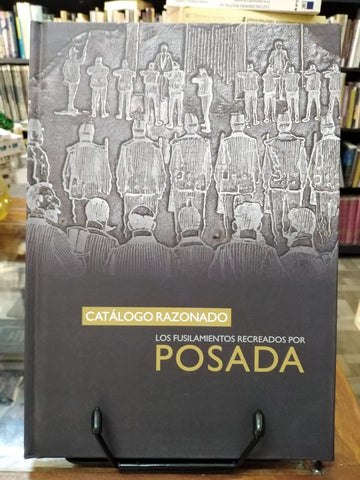 CATÁLOGO RAZONADO
LOS FUSILAMIENTOS RECREADOS POR
POSADA